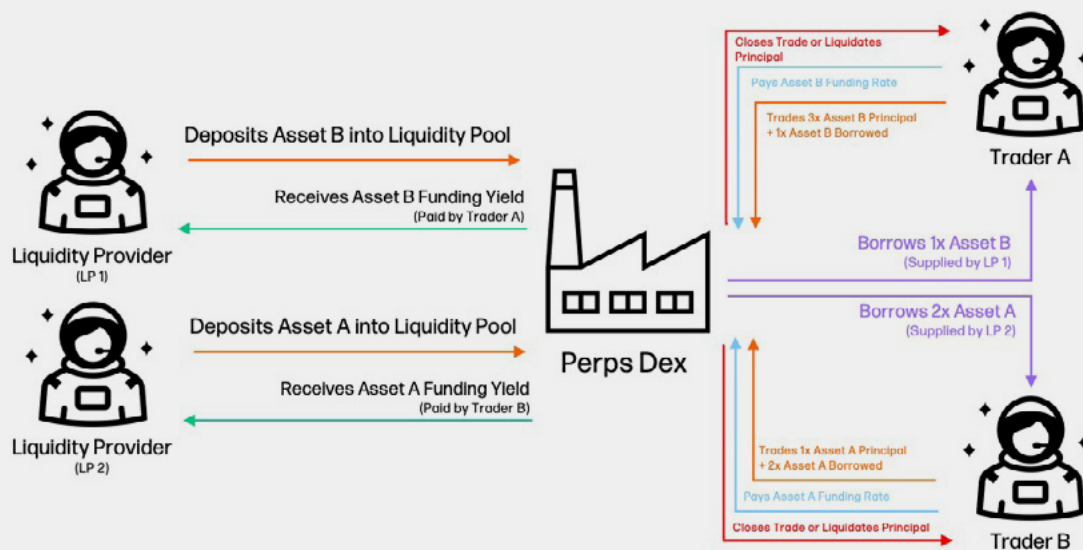 Deposits Asset B into Liquidity Pool
Receives Asset B Funding Yield
(Paid by Trader A)
Liquidity Provider
(LP 1)
Deposits Asset A into Liquidity Pool
Receives Asset A Funding Yield
(Paid by Trader B)
Liquidity Provider
(LP 2)
Perps Dex
Closes Trade or Liquidates
Principal
Pays Asset B Funding Rate
Trades 3x Asset B Principal
+ 1x Asset B Borrowed
Trader A
Borrows 1x Asset B
(Supplied by LP 1)
Borrows 2x Asset A
(Supplied by LP 2)
Trades 1x Asset A Principal
+ 2x Asset A Borrowed
Pays Asset A Funding Rate
Closes Trade or Liquidates Principal
Trader B